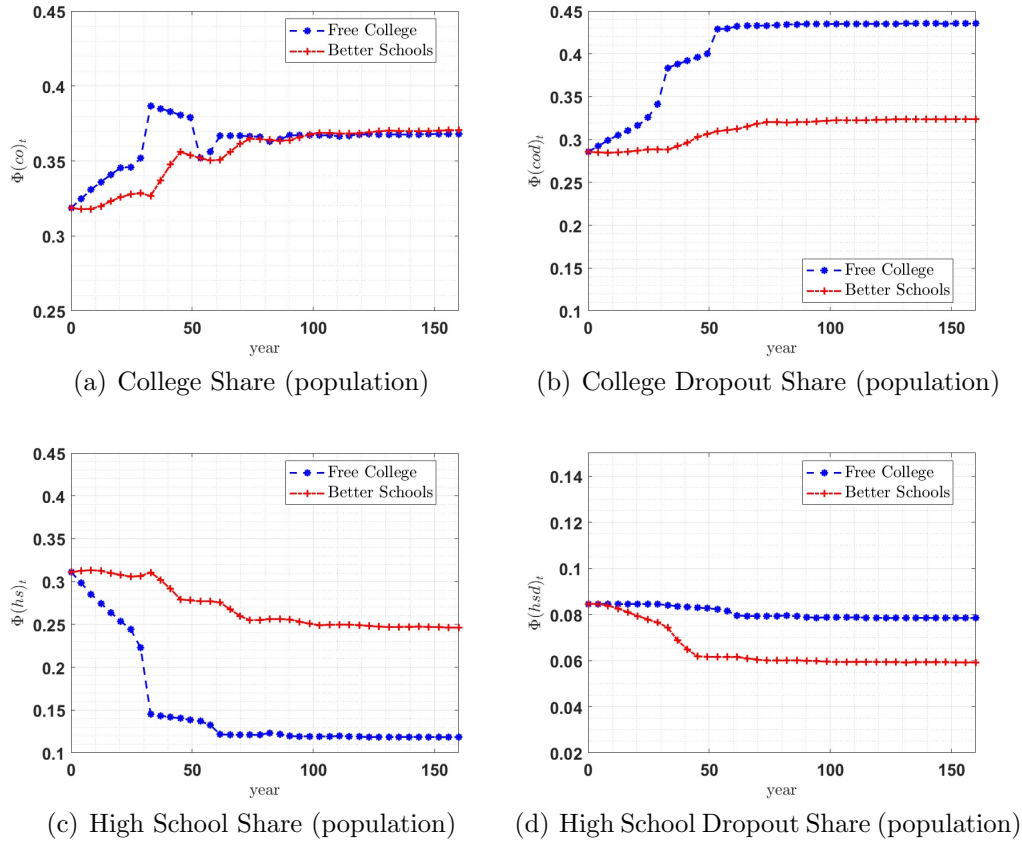 0.45
0.4
0.35
0.3
0.25
Φ(co)t
0 50 100 150
year
Free College
Better Schools
(a) College Share (population)
0.45
0.4
0.35
0.3
0.25
0.2
0.15
0.1
Φ(cod)t
0 50 100 150
year
Free College
Better Schools
(b) College Dropout Share (population)
0.45
0.4
0.35
0.3
0.25
0.2
0.15
0.1
Φ(hs)t
0 50 100 150
year
Free College
Better Schools
(c) High School Share (population)
0.14
0.12
0.1
0.08
0.06
0.04
0.02
Φ(hsd)t
0 50 100 150
year
Free College
Better Schools
(d) High School Dropout Share (population)